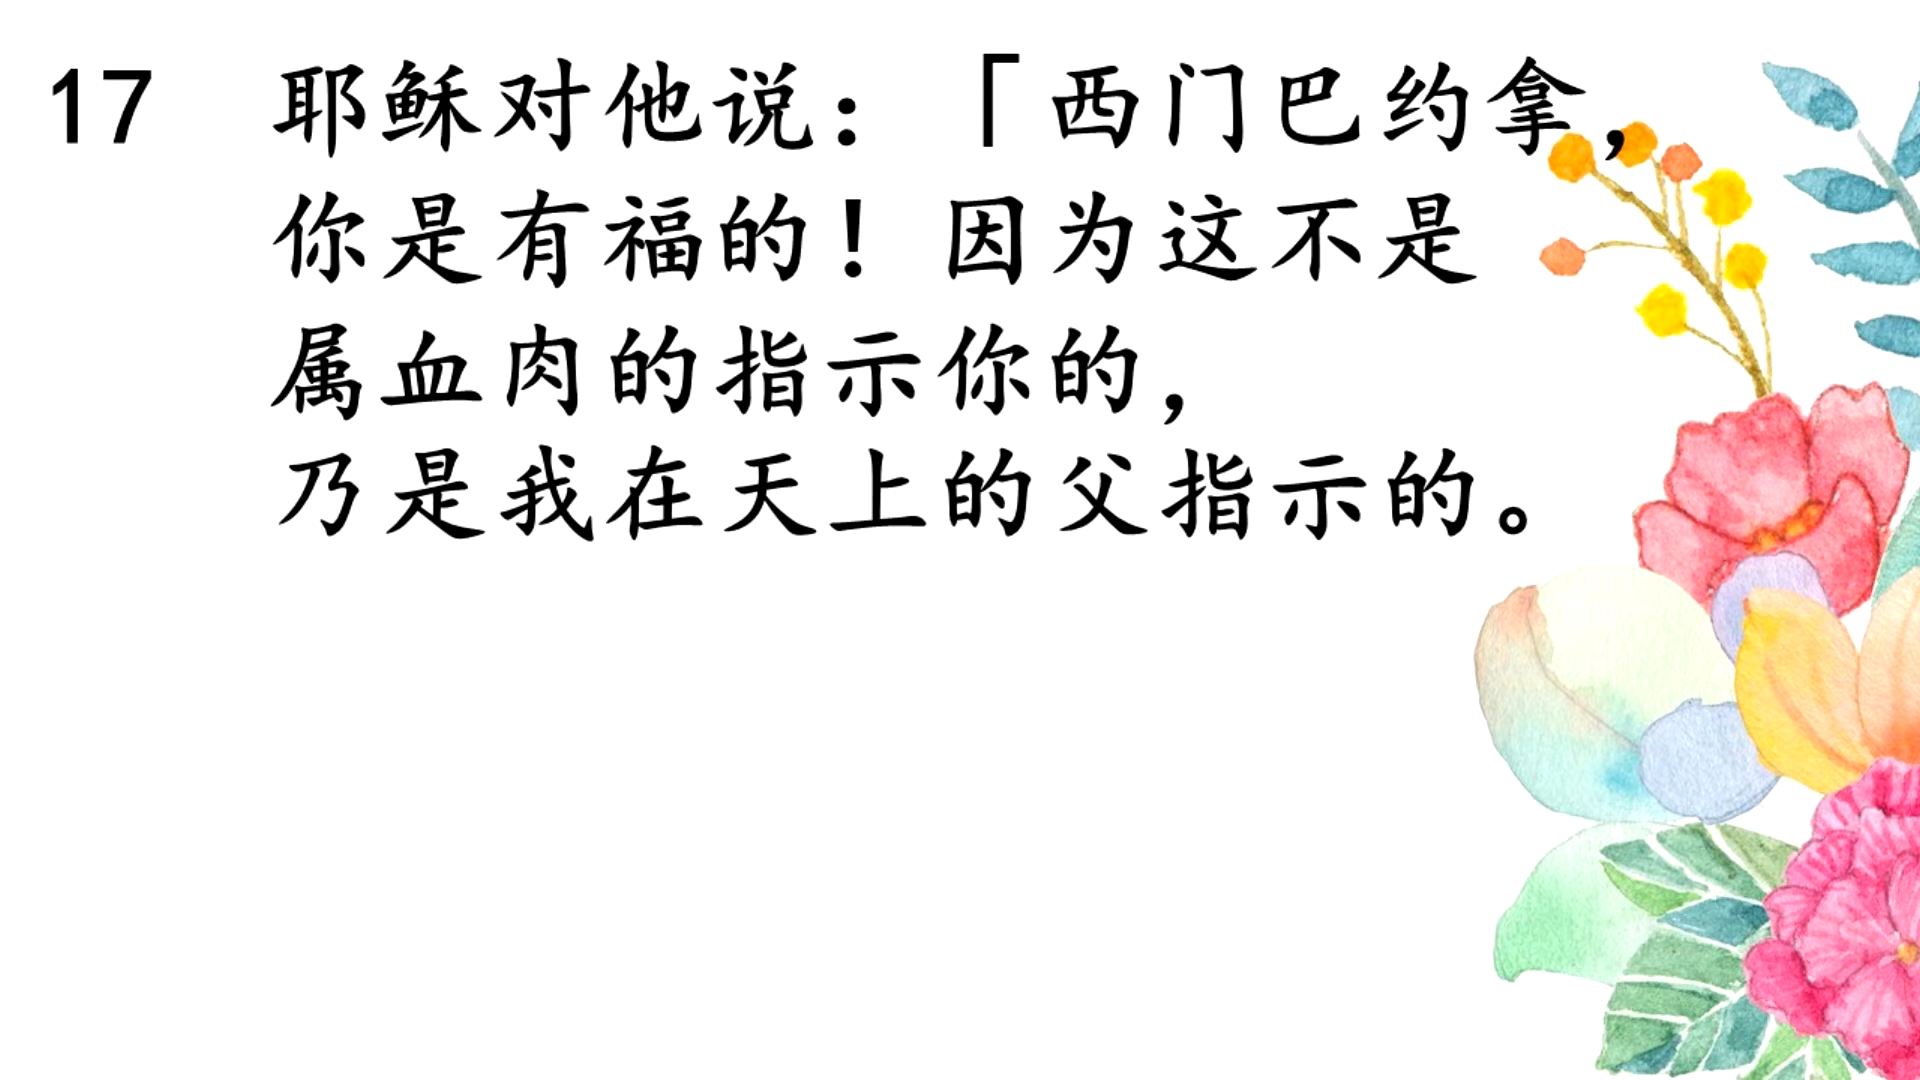 17 耶稣对他说：「西门巴约拿，
你是有福的！因为这不是
属血肉的指示你的，
乃是我在天上的父指示的。